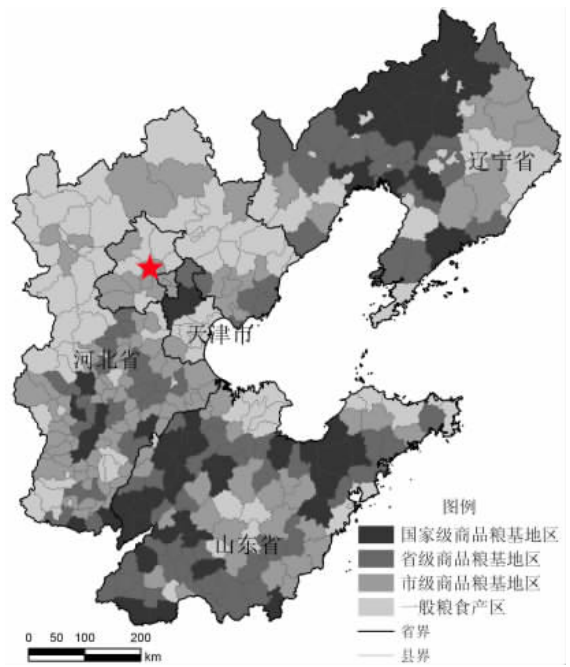 辽宁省
天津市
河北省
山东省
图例
国家级商品粮基地区
省级商品粮基地区
市级商品粮基地区
一般粮食产区
省界
县界
0 50 100 200
km